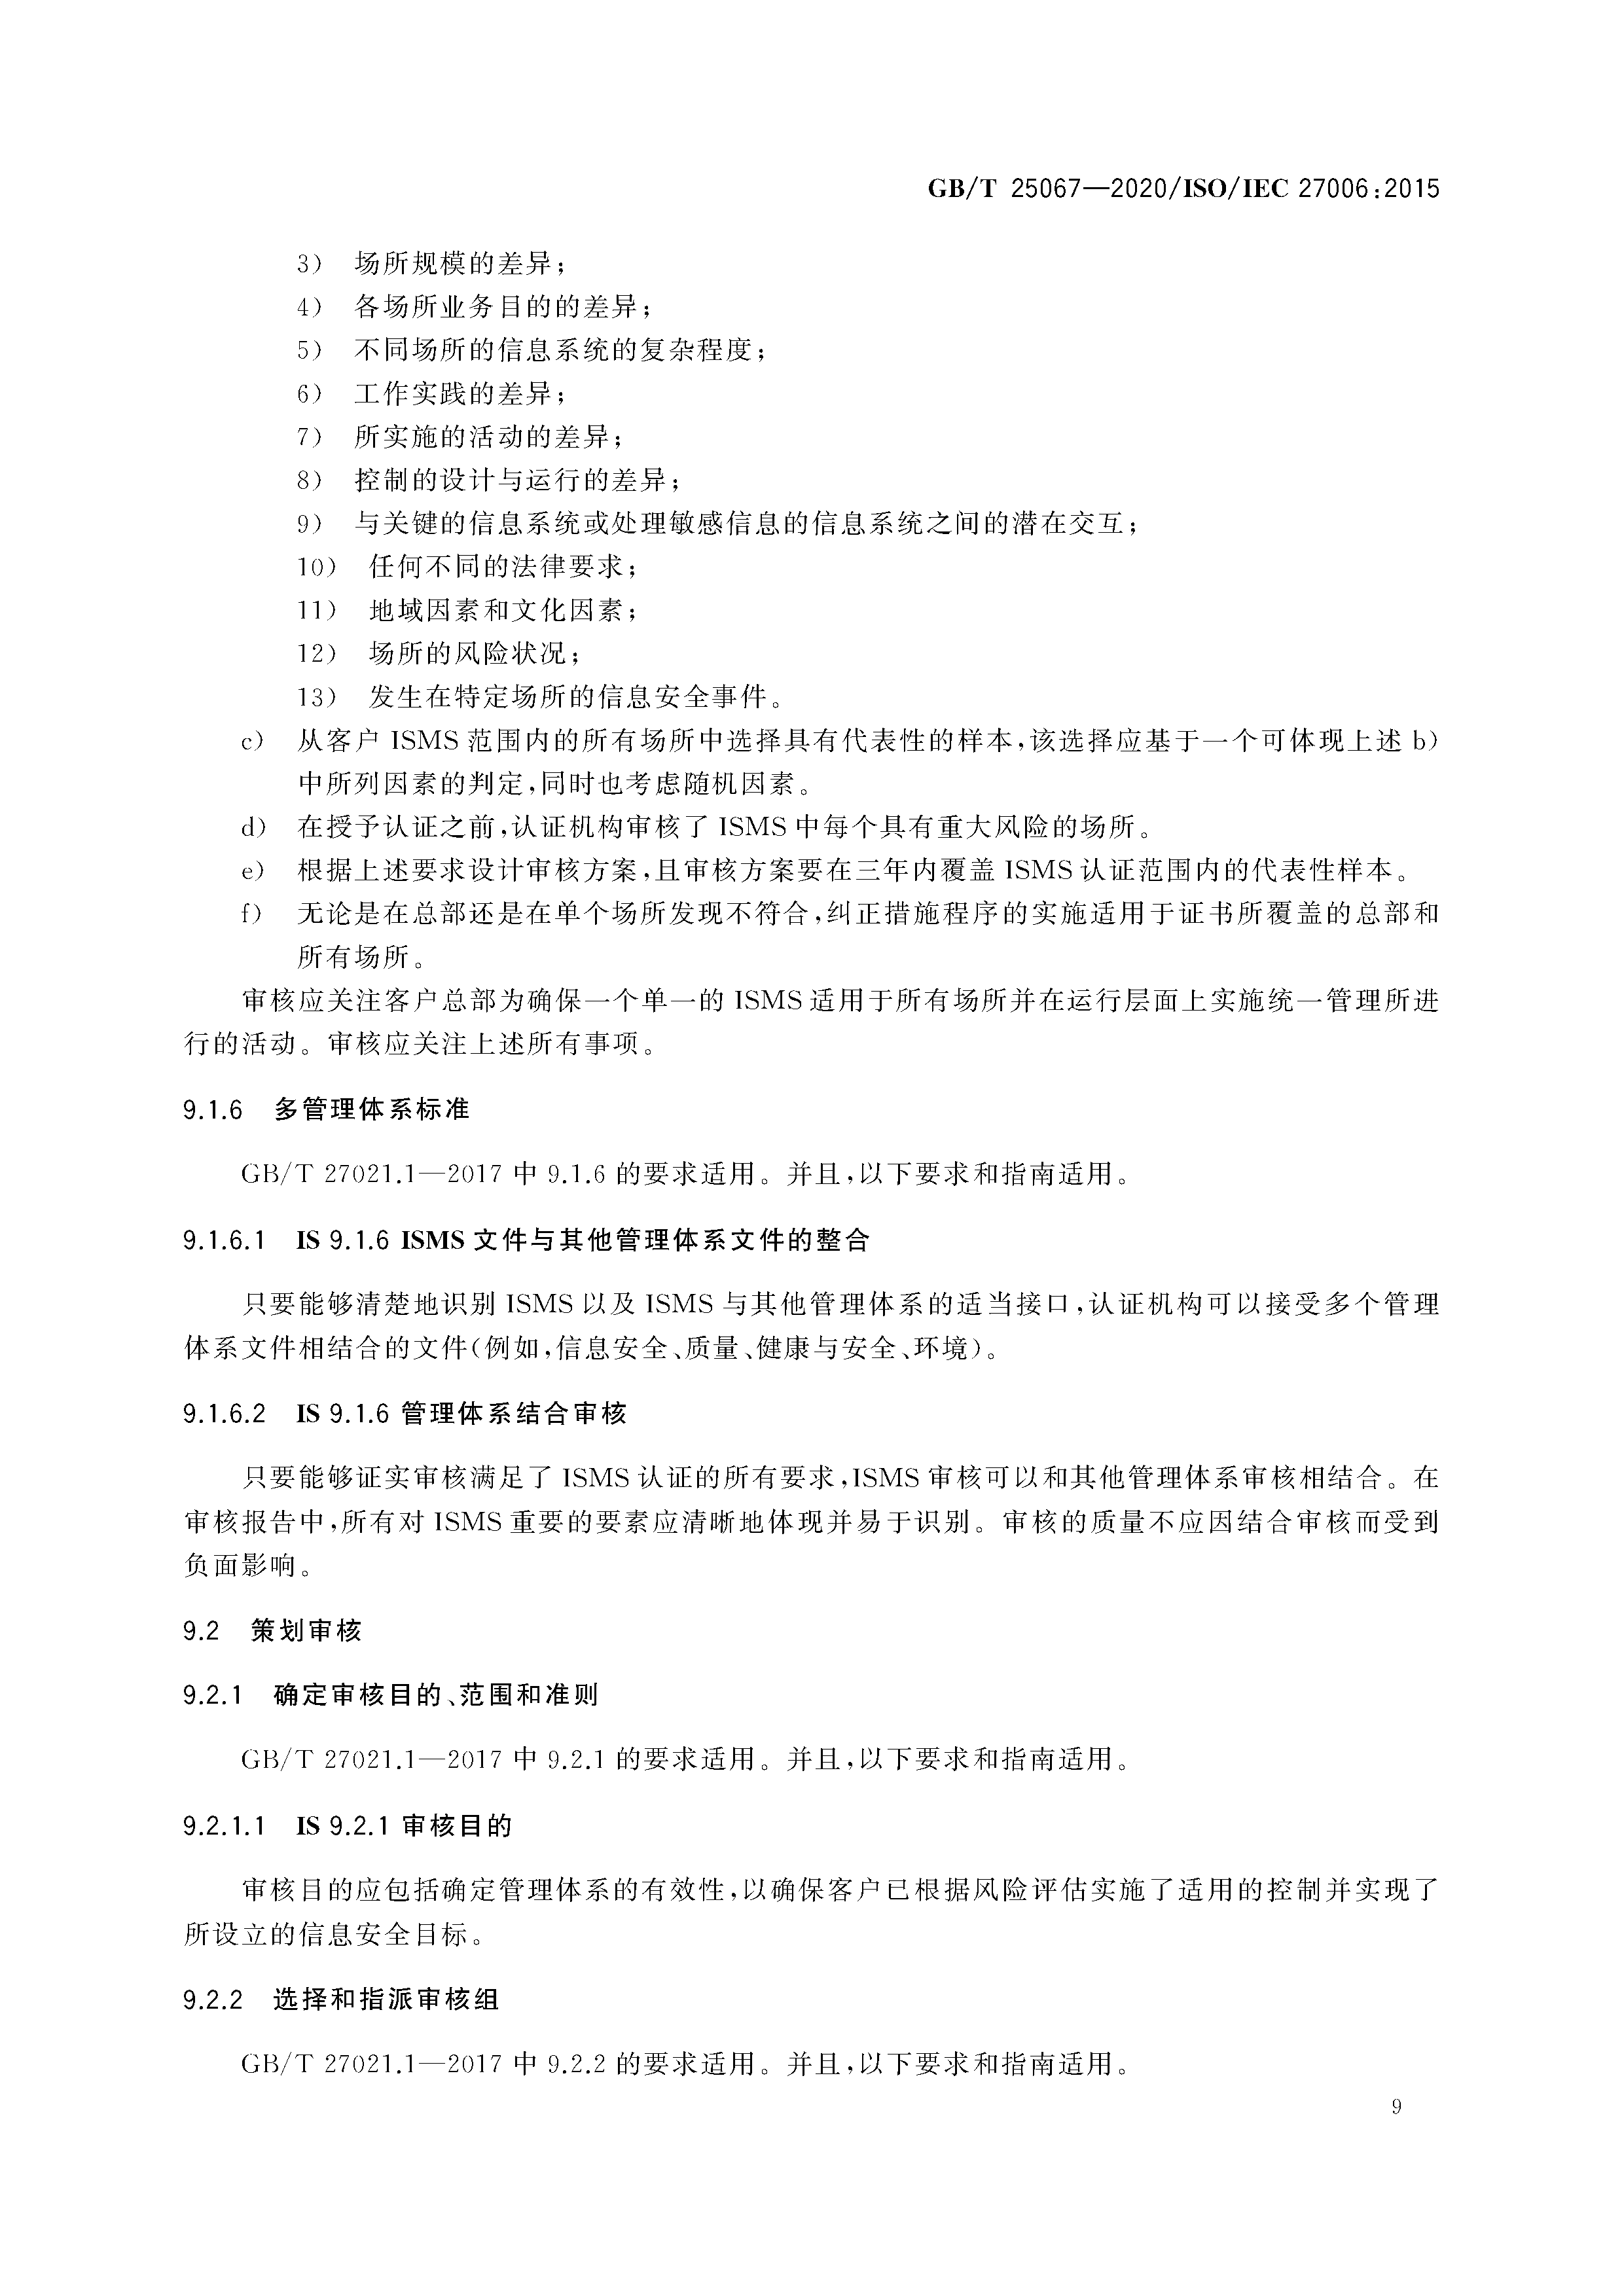 GB/T 25067—2020/ISO/IEC 27006:2015
3) 场所规模的差异;
4) 各场所业务目的的差异;
5) 不同场所的信息系统的复杂程度;
6) 工作实践的差异;
7) 所实施的活动的差异;
8) 控制的设计与运行的差异;
9) 与关键的信息系统或处理敏感信息的信息系统之间的潜在交互;
10) 任何不同的法律要求;
11) 地域因素和文化因素;
12) 场所的风险状况;
13) 发生在特定场所的信息安全事件。
c) 从客户 ISMS 范围内的所有场所中选择具有代表性的样本,该选择应基于一个可体现上述 b)
中所列因素的判定,同时也考虑随机因素。
d) 在授予认证之前,认证机构审核了 ISMS 中每个具有重大风险的场所。
e) 根据上述要求设计审核方案,且审核方案要在三年内覆盖 ISMS 认证范围内的代表性样本。
f) 无论是在总部还是在单个场所发现不符合,纠正措施程序的实施适用于证书所覆盖的总部和
所有场所。
审核应关注客户总部为确保一个单一的 ISMS 适用于所有场所并在运行层面上实施统一管理所进
行的活动。审核应关注上述所有事项。
9.1.6 多管理体系标准
GB/T 27021.1—2017 中 9.1.6 的要求适用。并且,以下要求和指南适用。
9.1.6.1 IS 9.1.6 ISMS 文件与其他管理体系文件的整合
只要能够清楚地识别 ISMS 以及 ISMS 与其他管理体系的适当接口,认证机构可以接受多个管理
体系文件相结合的文件(例如,信息安全、质量、健康与安全、环境)。
9.1.6.2 IS 9.1.6 管理体系结合审核
只要能够证实审核满足了 ISMS 认证的所有要求,ISMS 审核可以和其他管理体系审核相结合。在
审核报告中,所有对 ISMS 重要的要素应清晰地体现并易于识别。审核的质量不应因结合审核而受到
负面影响。
9.2 策划审核
9.2.1 确定审核目的、范围和准则
GB/T 27021.1—2017 中 9.2.1 的要求适用。并且,以下要求和指南适用。
9.2.1.1 IS 9.2.1 审核目的
审核目的应包括确定管理体系的有效性,以确保客户已根据风险评估实施了适用的控制并实现了
所设立的信息安全目标。
9.2.2 选择和指派审核组
GB/T 27021.1—2017 中 9.2.2 的要求适用。并且,以下要求和指南适用。
9